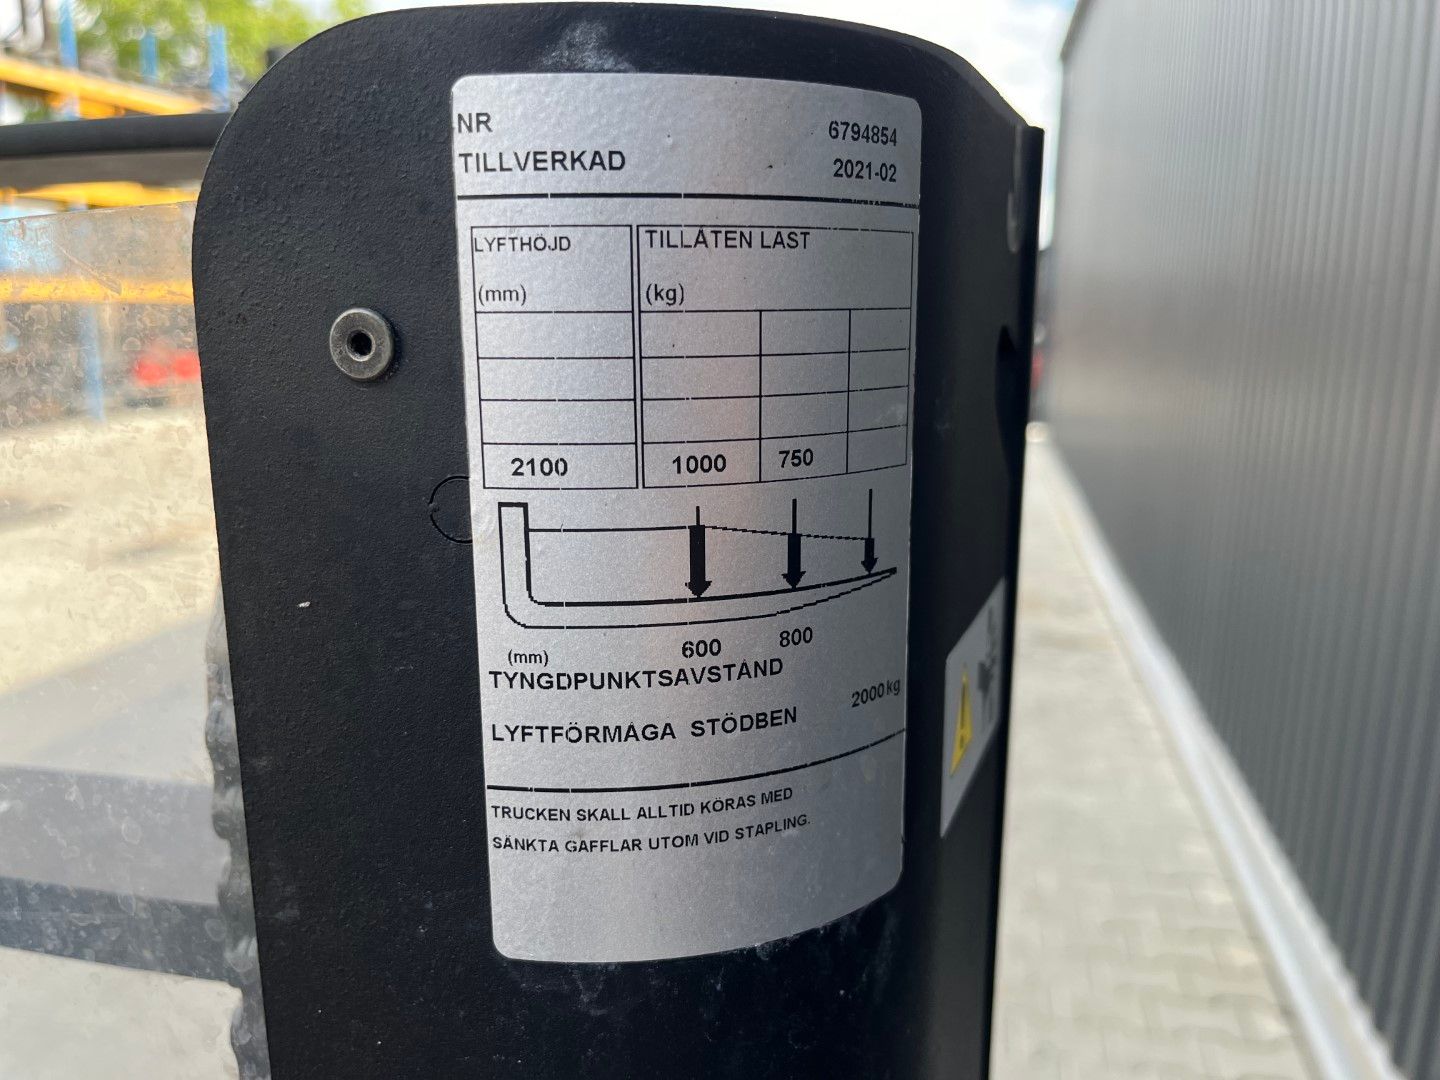 NR 6794854
TILLVERKAD 2021-02
LYFTHÖJD TILLÅTEN LAST
(mm) (kg)
2100 1000 750
600 800
(mm)
TYNGDPUNKTSAVSTÅND
LYFTFÖRMÅGA STÖDBEN 2000kg
TRUCKEN SKALL ALLTID KÖRAS MED
SÄNKTA GAFFLAR UTOM VID STAPLING.